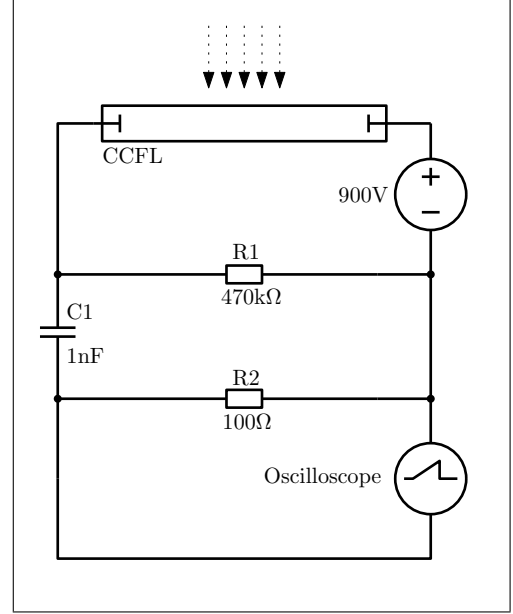 CCFL
900V
R1
470kΩ
C1
1nF
R2
100Ω
Oscilloscope